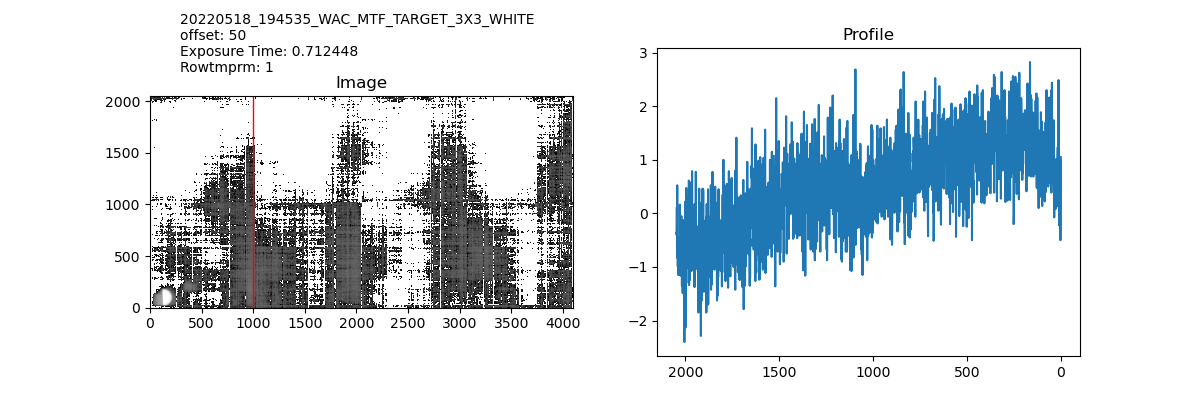 20220518_194535_WAC_MTF_TARGET_3X3_WHITE
offset: 50
Exposure Time: 0.712448
Rowtmprm: 1
Image
2000
1500
1000
500
0
0 500 1000 1500 2000 2500 3000 3500 4000
Profile
3
2
1
0
−1
−2
2000 1500 1000 500 0